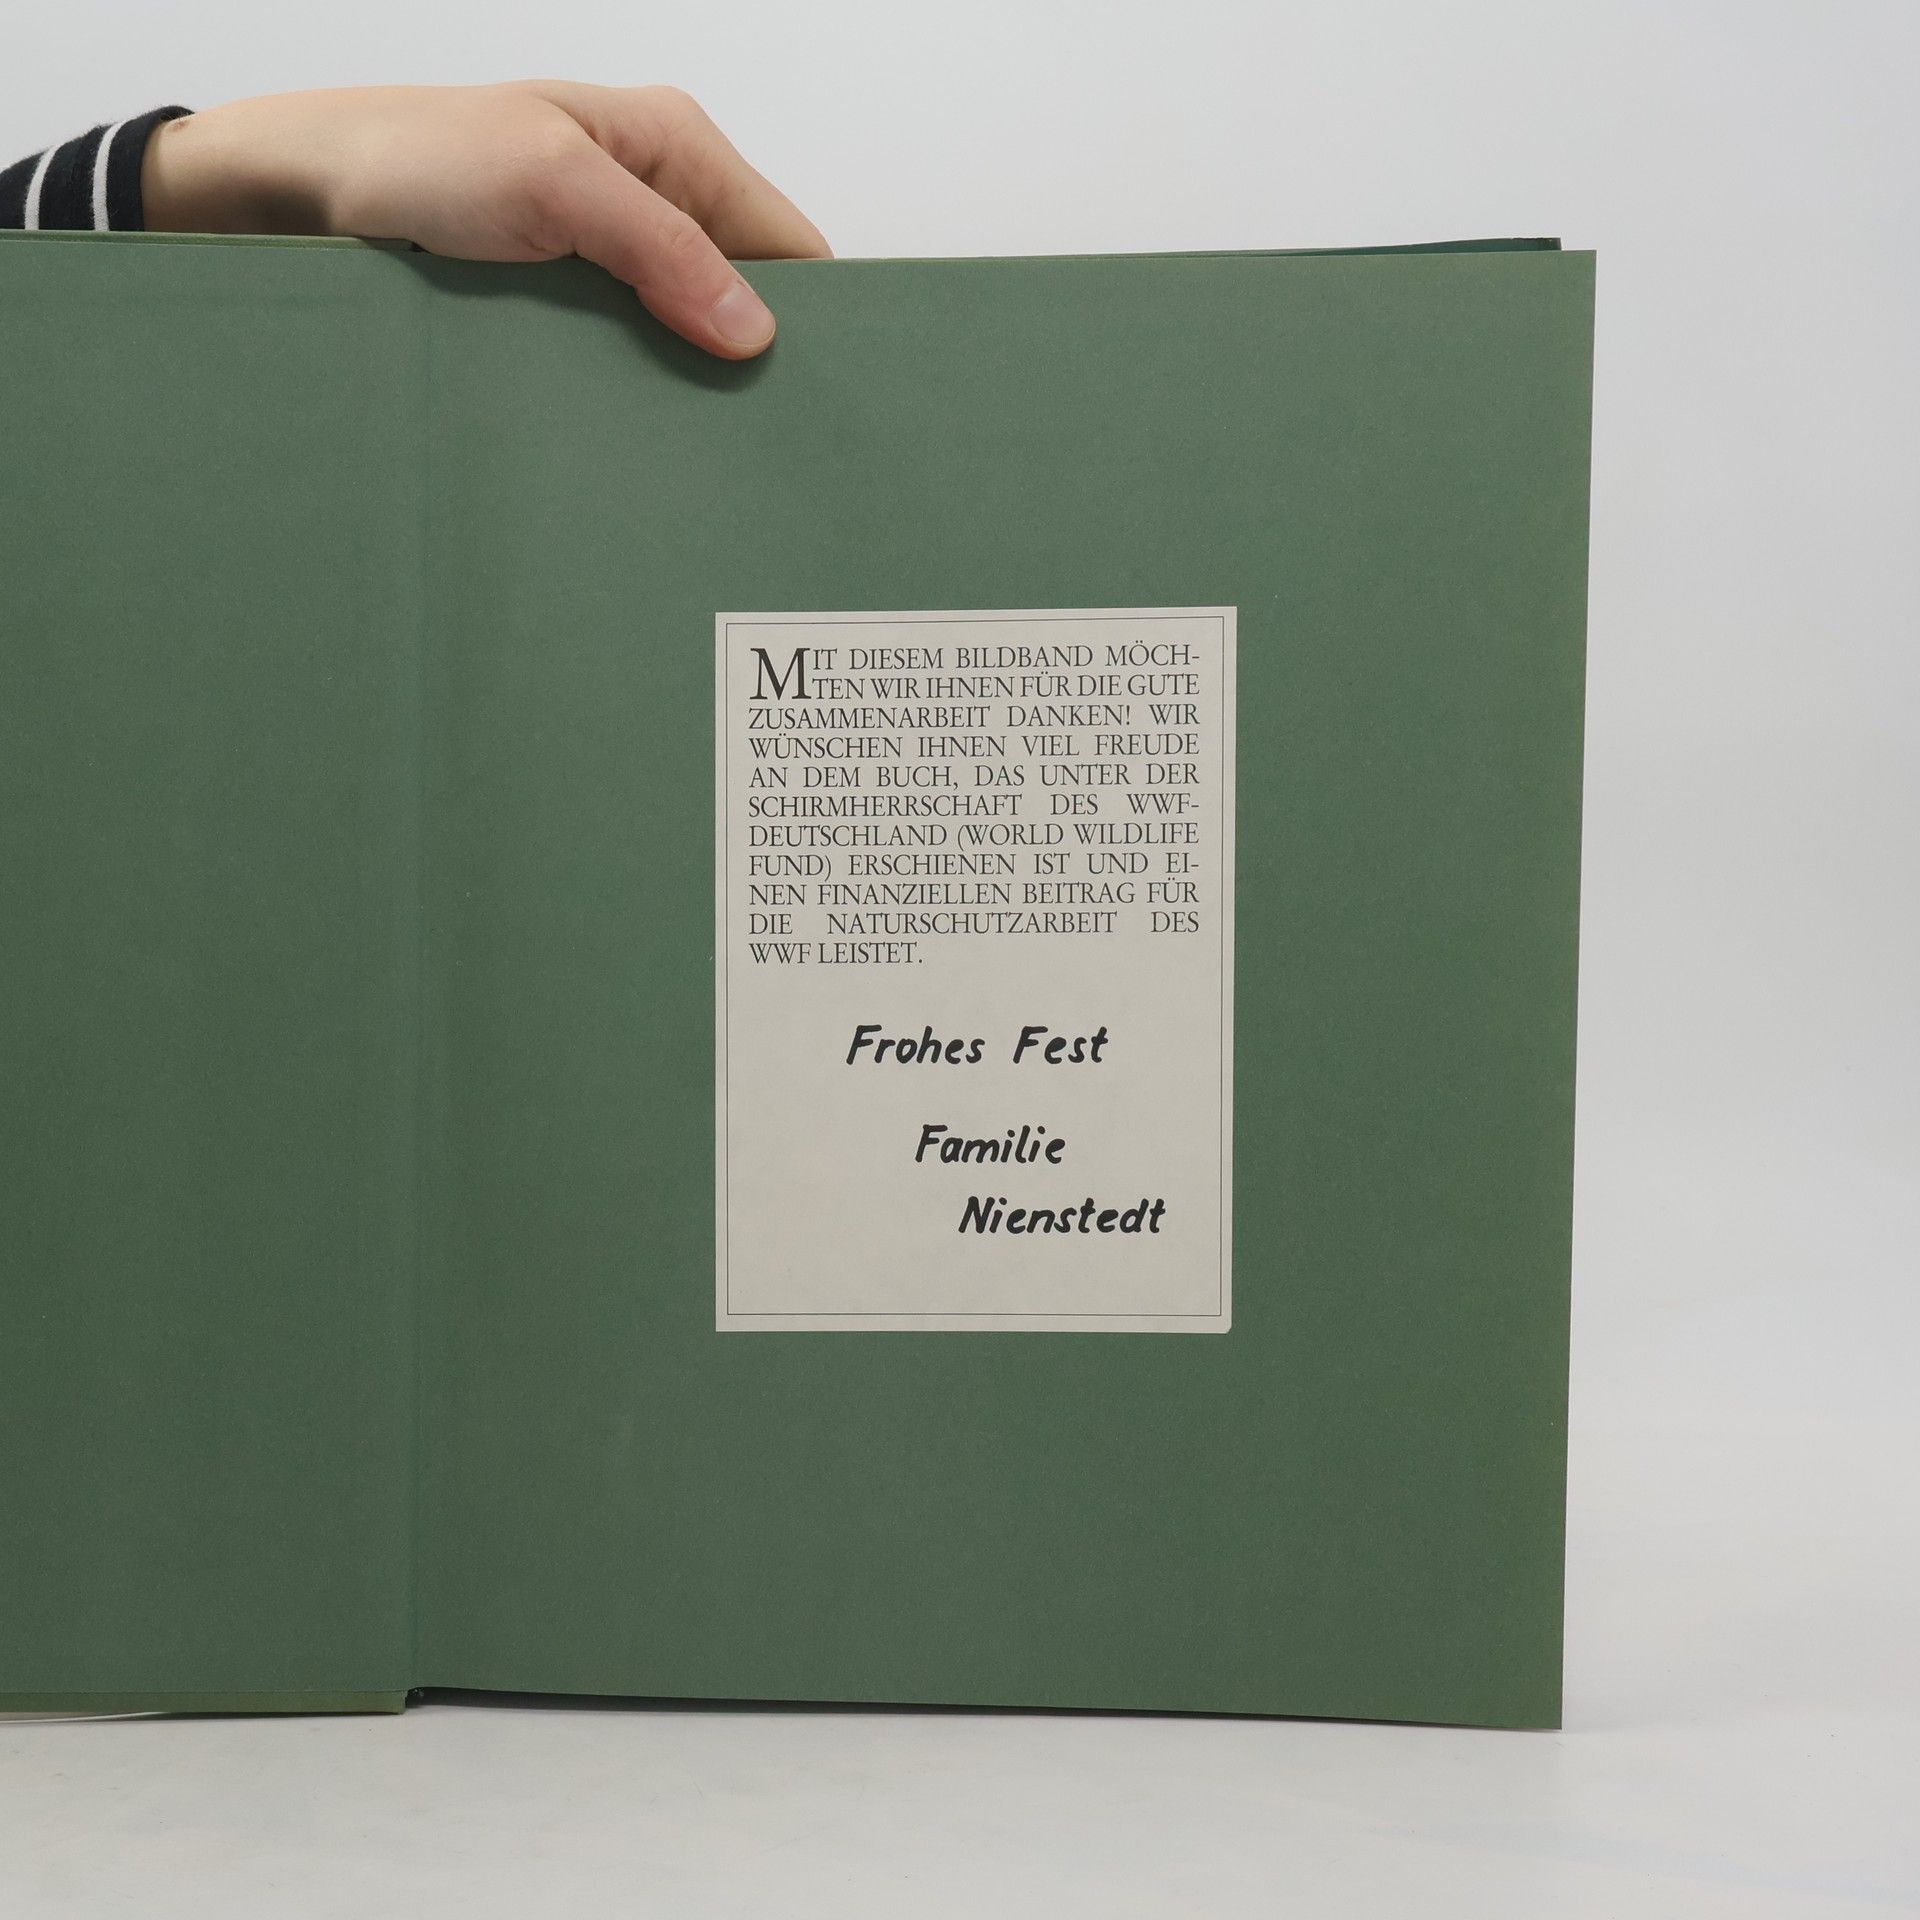 MIT DIESEM BILDBAND MÖCH-
TEN WIR IHNEN FÜR DIE GUTE
ZUSAMMENARBEIT DANKEN! WIR
WÜNSCHEN IHNEN VIEL FREUDE
AN DEM BUCH, DAS UNTER DER
SCHIRMHERRSCHAFT DES WWF-
DEUTSCHLAND (WORLD WILDLIFE
FUND) ERSCHIENEN IST UND EI-
NEN FINANZIELLEN BEITRAG FÜR
DIE NATURSCHUTZARBEIT DES
WWF LEISTET.
Frohes Fest
Familie
Nienstedt